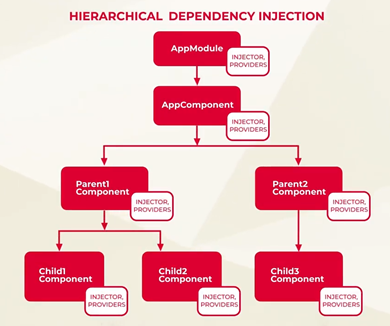 HIERARCHICAL DEPENDENCY INJECTION
AppModule
INJECTOR,
PROVIDERS
AppComponent
INJECTOR,
PROVIDERS
Parent1
Component
INJECTOR,
PROVIDERS
Parent2
Component
INJECTOR,
PROVIDERS
Child1
Component
INJECTOR,
PROVIDERS
Child2
Component
INJECTOR,
PROVIDERS
Child3
Component
INJECTOR,
PROVIDERS